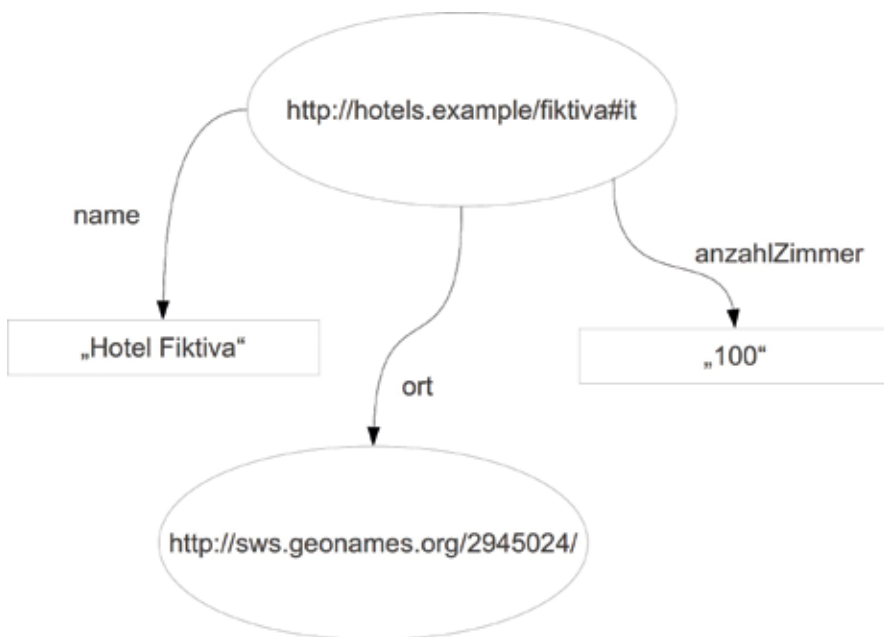 http://hotels.example/fiktiva#it
name
anzahlZimmer
„Hotel Fiktiva“
„100“
ort
http://sws.geonames.org/2945024/